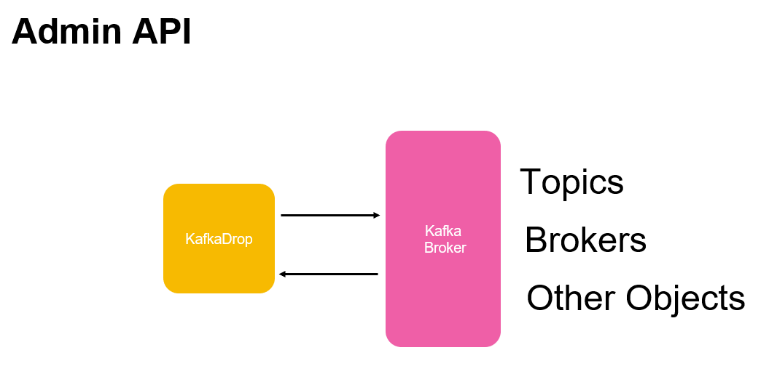 Admin API
KafkaDrop
Kafka
Broker
Topics
Brokers
Other Objects